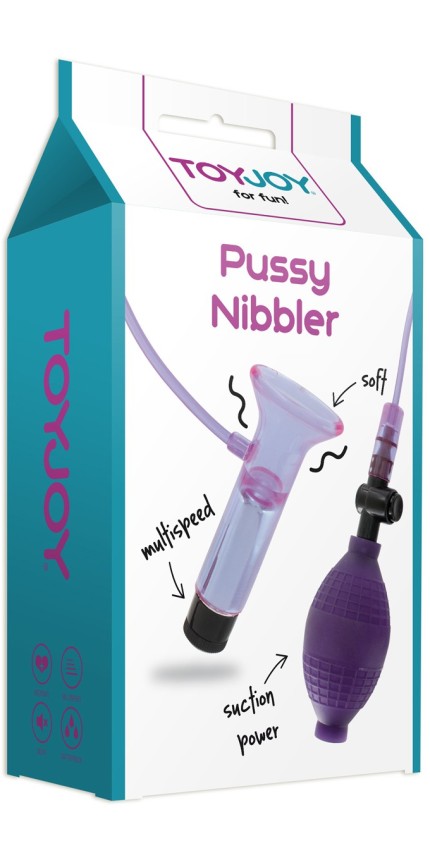 TOYJOY®
for fun!
Pussy
Nibbler
soft
multispeed
suction
power
TOYJOY